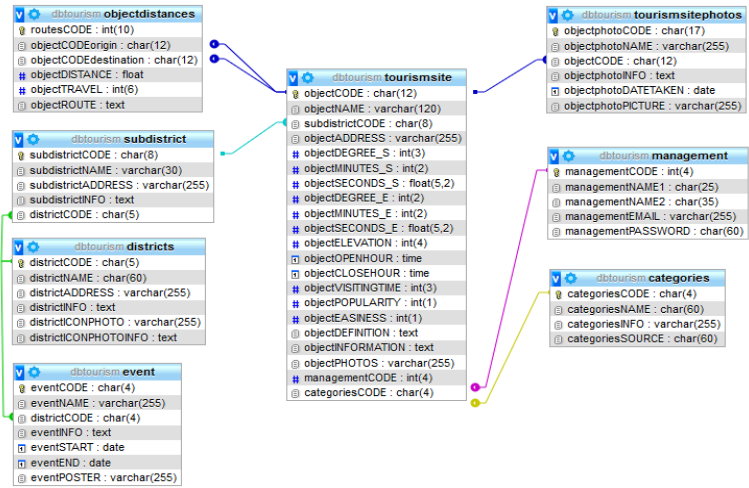 dbtourism objectdistances
routesCODE : int(10)
objectCODEorigin : char(12)
objectCODEdestination : char(12)
objectDISTANCE : float
objectTRAVEL : int(6)
objectROUTE : text
dbtourism subdistrict
subdistrictCODE : char(8)
subdistrictNAME : varchar(30)
subdistrictADDRESS : varchar(255)
subdistrictINFO : text
districtCODE : char(5)
dbtourism districts
districtCODE : char(5)
districtNAME : char(60)
districtADDRESS : varchar(255)
districtINFO : text
districtICONPHOTO : varchar(255)
districtICONPHOTOINFO : text
dbtourism event
eventCODE : char(4)
eventNAME : varchar(255)
districtCODE : char(4)
eventINFO : text
eventSTART : date
eventEND : date
eventPOSTER : varchar(255)
dbtourism tourismsite
objectCODE : char(12)
objectNAME : varchar(120)
subdistrictCODE : char(8)
objectADDRESS : varchar(255)
objectDEGREE_S : int(3)
objectMINUTES_S : int(2)
objectSECONDS_S : float(5,2)
objectDEGREE_E : int(2)
objectMINUTES_E : int(2)
objectSECONDS_E : float(5,2)
objectELEVATION : int(4)
objectOPENHOUR : time
objectCLOSEHOUR : time
objectVISITINGTIME : int(3)
objectPOPULARITY : int(1)
objectEASINESS : int(1)
objectDEFINITION : text
objectINFORMATION : text
objectPHOTOS : varchar(255)
managementCODE : int(4)
categoriesCODE : char(4)
dbtourism tourismsitephotos
objectphotoCODE : char(17)
objectphotoNAME : varchar(255)
objectCODE : char(12)
objectphotoINFO : text
objectphotoDATETAKEN : date
objectphotoPICTURE : varchar(255)
dbtourism management
managementCODE : int(4)
managementNAME1 : char(25)
managementNAME2 : char(35)
managementEMAIL : varchar(255)
managementPASSWORD : char(60)
dbtourism categories
categoriesCODE : char(4)
categoriesNAME : char(60)
categoriesINFO : varchar(255)
categoriesSOURCE : char(60)